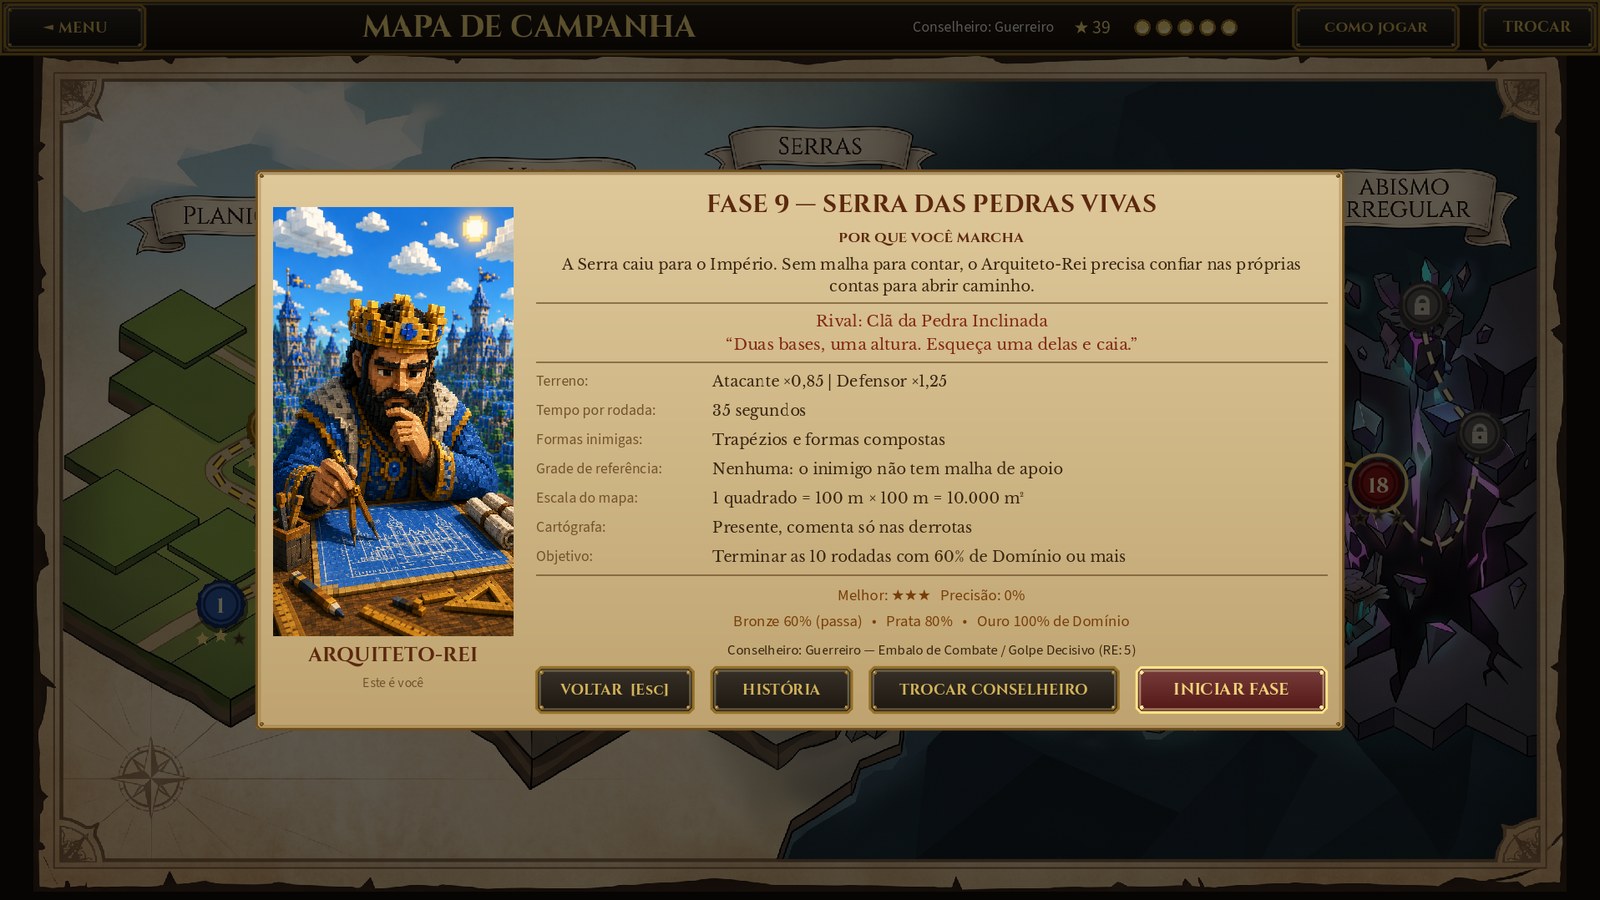 ◄ MENU
MAPA DE CAMPANHA
Conselheiro: Guerreiro
★ 39
COMO JOGAR
TROCAR
SERRAS
ABISMO
RREGULAR
PLANI
FASE 9 — SERRA DAS PEDRAS VIVAS
POR QUE VOCÊ MARCHA
A Serra caiu para o Império. Sem malha para contar, o Arquiteto-Rei precisa confiar nas próprias
contas para abrir caminho.
Rival: Clã da Pedra Inclinada
“Duas bases, uma altura. Esqueça uma delas e caia.”
Terreno: Atacante ×0,85 | Defensor ×1,25
Tempo por rodada: 35 segundos
Formas inimigas: Trapézios e formas compostas
Grade de referência: Nenhuma: o inimigo não tem malha de apoio
Escala do mapa: 1 quadrado = 100 m × 100 m = 10.000 m²
Cartógrafa: Presente, comenta só nas derrotas
Objetivo: Terminar as 10 rodadas com 60% de Domínio ou mais
Melhor: ★★★ Precisão: 0%
Bronze 60% (passa) • Prata 80% • Ouro 100% de Domínio
Conselheiro: Guerreiro — Embalo de Combate / Golpe Decisivo (RE: 5)
ARQUITETO-REI
Este é você
VOLTAR [ESC]
HISTÓRIA
TROCAR CONSELHEIRO
INICIAR FASE
1
18